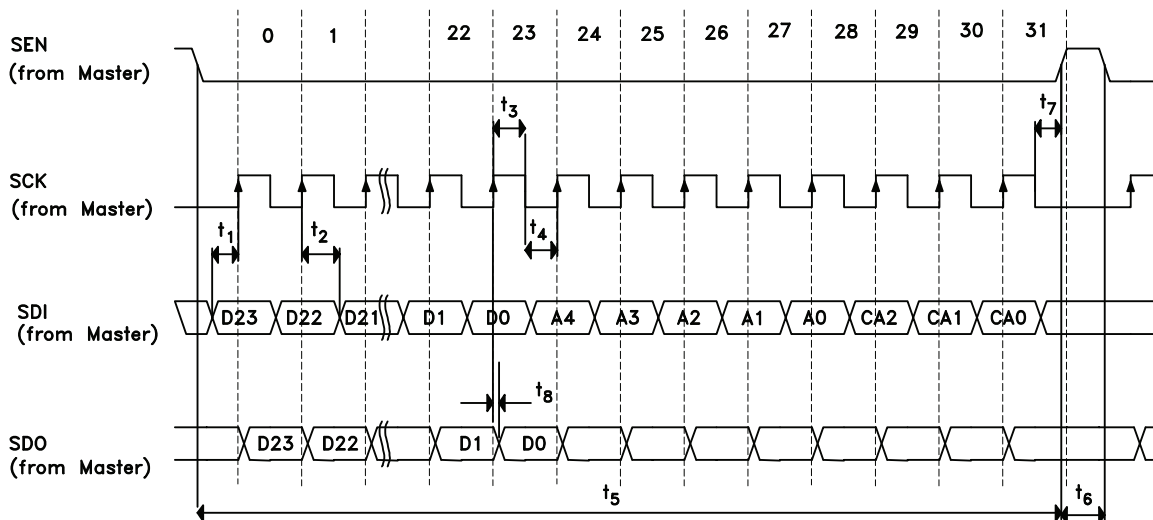 0 1 22 23 24 25 26 27 28 29 30 31
SEN
(from Master)
t3 t7
SCK
(from Master)
t1 t2 t4
SDI
(from Master)
D23 D22 D21 D1 D0 A4 A3 A2 A1 A0 CA2 CA1 CA0
t8
SDO
(from Master)
D23 D22 D1 D0
t5 t6